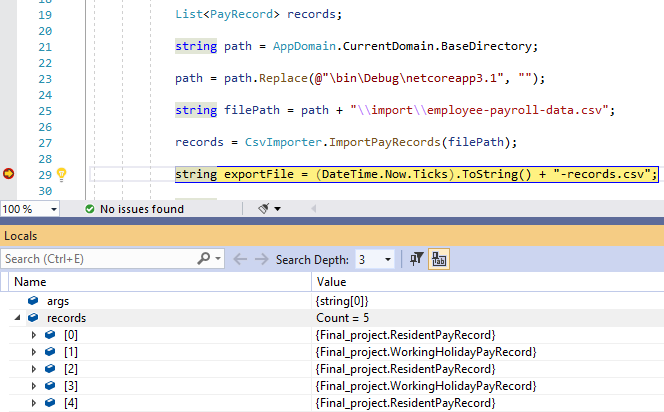 18
19 List<PayRecord> records;
20
21 string path = AppDomain.CurrentDomain.BaseDirectory;
22
23 path = path.Replace(@"\bin\Debug\netcoreapp3.1", "");
24
25 string filePath = path + "\\import\\employee-payroll-data.csv";
26
27 records = CsvImporter.ImportPayRecords(filePath);
28
29 string exportFile = (DateTime.Now.Ticks).ToString() + "-records.csv";
30
100 % No issues found
Locals
Search (Ctrl+E) Search Depth: 3
Name Value
args {string[0]}
records Count = 5
[0] {Final_project.ResidentPayRecord}
[1] {Final_project.WorkingHolidayPayRecord}
[2] {Final_project.ResidentPayRecord}
[3] {Final_project.WorkingHolidayPayRecord}
[4] {Final_project.ResidentPayRecord}